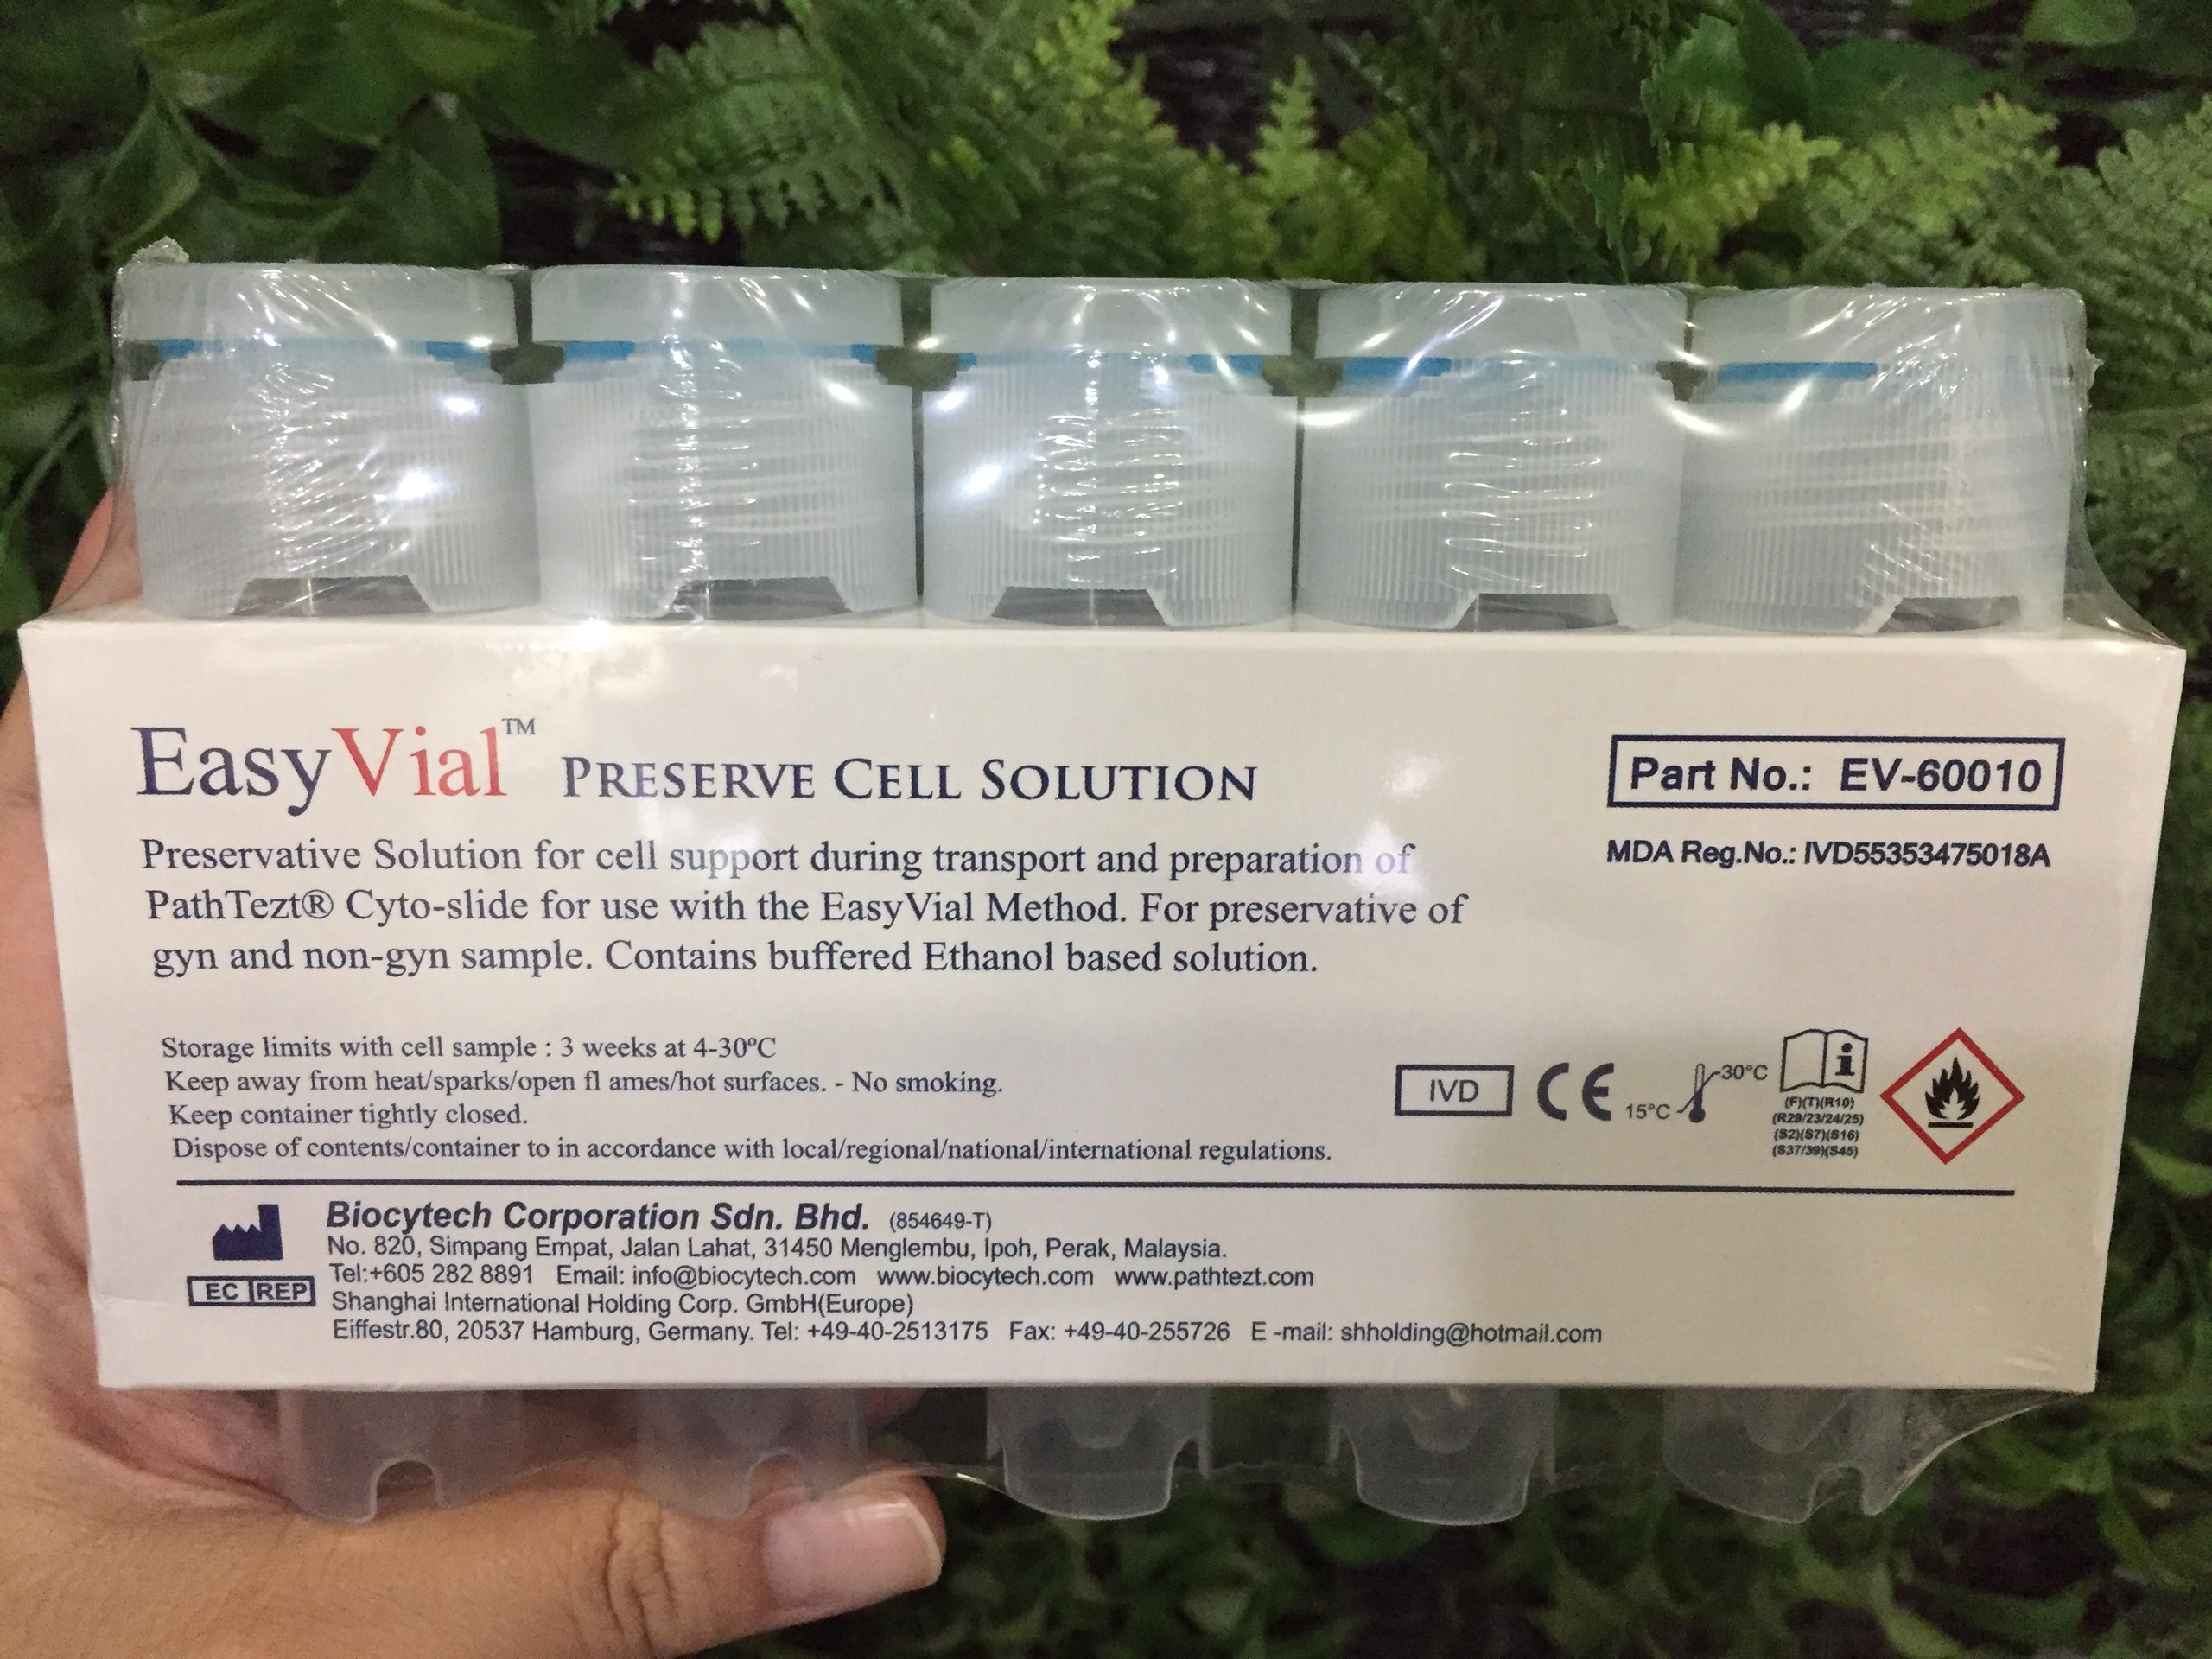 EasyVial™ PRESERVE CELL SOLUTION
Part No.: EV-60010
MDA Reg.No.: IVD55353475018A
Preservative Solution for cell support during transport and preparation of
PathTezt® Cyto-slide for use with the EasyVial Method. For preservative of
gyn and non-gyn sample. Contains buffered Ethanol based solution.
Storage limits with cell sample : 3 weeks at 4-30ºC
Keep away from heat/sparks/open fl ames/hot surfaces. - No smoking.
Keep container tightly closed.
Dispose of contents/container to in accordance with local/regional/national/international regulations.
IVD
CE
15°C
30°C
i
(F)(T)(R10)
(R29/23/24/25)
(S2)(S7)(S16)
(S37/39)(S45)
Biocytech Corporation Sdn. Bhd. (854649-T)
No. 820, Simpang Empat, Jalan Lahat, 31450 Menglembu, Ipoh, Perak, Malaysia.
Tel:+605 282 8891 Email: info@biocytech.com www.biocytech.com www.pathtezt.com
EC REP
Shanghai International Holding Corp. GmbH(Europe)
Eiffestr.80, 20537 Hamburg, Germany. Tel: +49-40-2513175 Fax: +49-40-255726 E -mail: shholding@hotmail.com